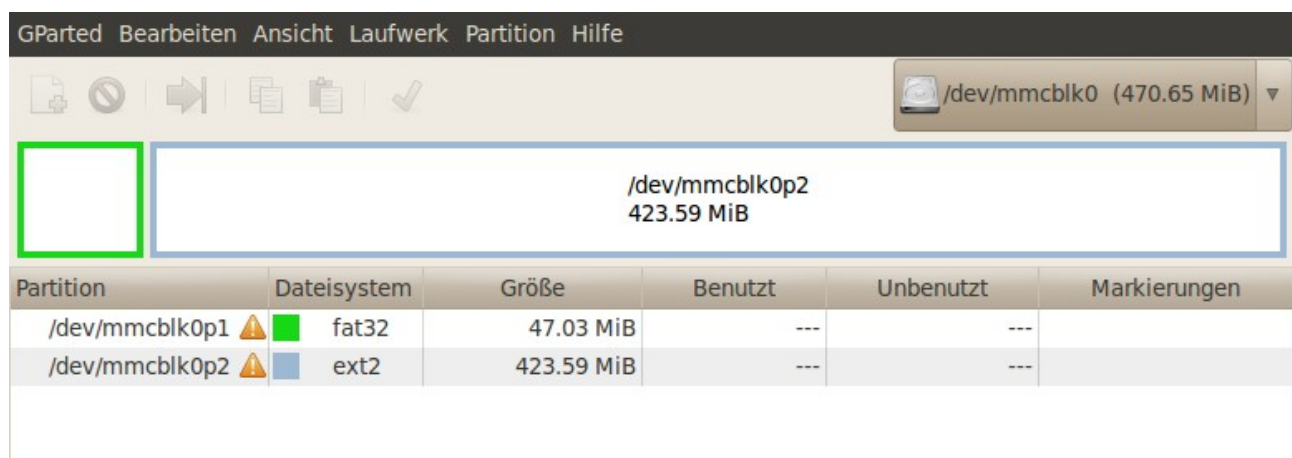 GParted Bearbeiten Ansicht Laufwerk Partition Hilfe
/dev/mmcblk0 (470.65 MiB)
/dev/mmcblk0p2
423.59 MiB
Partition Dateisystem Größe Benutzt Unbenutzt Markierungen
/dev/mmcblk0p1 fat32 47.03 MiB --- ---
/dev/mmcblk0p2 ext2 423.59 MiB --- ---